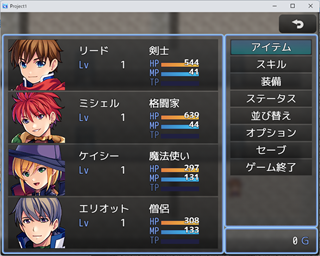 Project1
リード 剣士
Lv 1 HP 544
MP 41
TP
ミシェル 格闘家
Lv 1 HP 639
MP 44
TP
ケイシー 魔法使い
Lv 1 HP 297
MP 131
TP
エリオット 僧侶
Lv 1 HP 308
MP 133
TP
アイテム
スキル
装備
ステータス
並び替え
オプション
セーブ
ゲーム終了
0 G